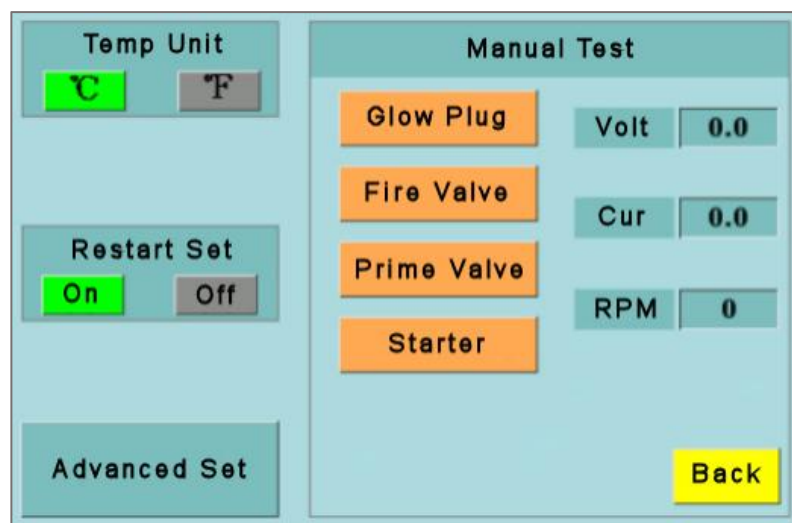 Temp Unit
℃ ℉
Restart Set
On Off
Advanced Set
Manual Test
Glow Plug
Fire Valve
Prime Valve
Starter
Volt 0.0
Cur 0.0
RPM 0
Back